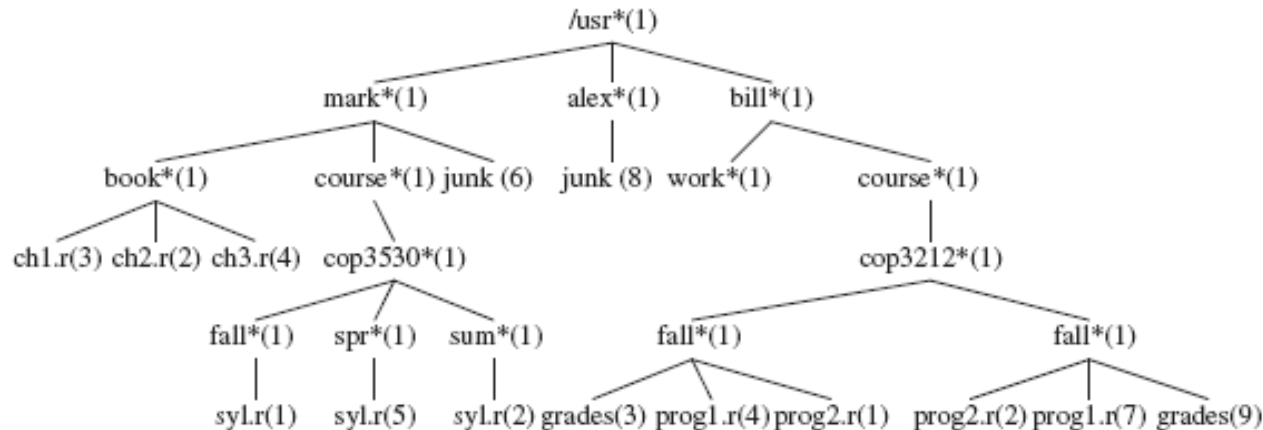 /usr*(1)
mark*(1) alex*(1) bill*(1)
book*(1) course*(1) junk (6) junk (8) work*(1) course*(1)
ch1.r(3) ch2.r(2) ch3.r(4) cop3530*(1) cop3212*(1)
fall*(1) spr*(1) sum*(1) fall*(1) fall*(1)
syl.r(1) syl.r(5) syl.r(2) grades(3) prog1.r(4) prog2.r(1) prog2.r(2) prog1.r(7) grades(9)